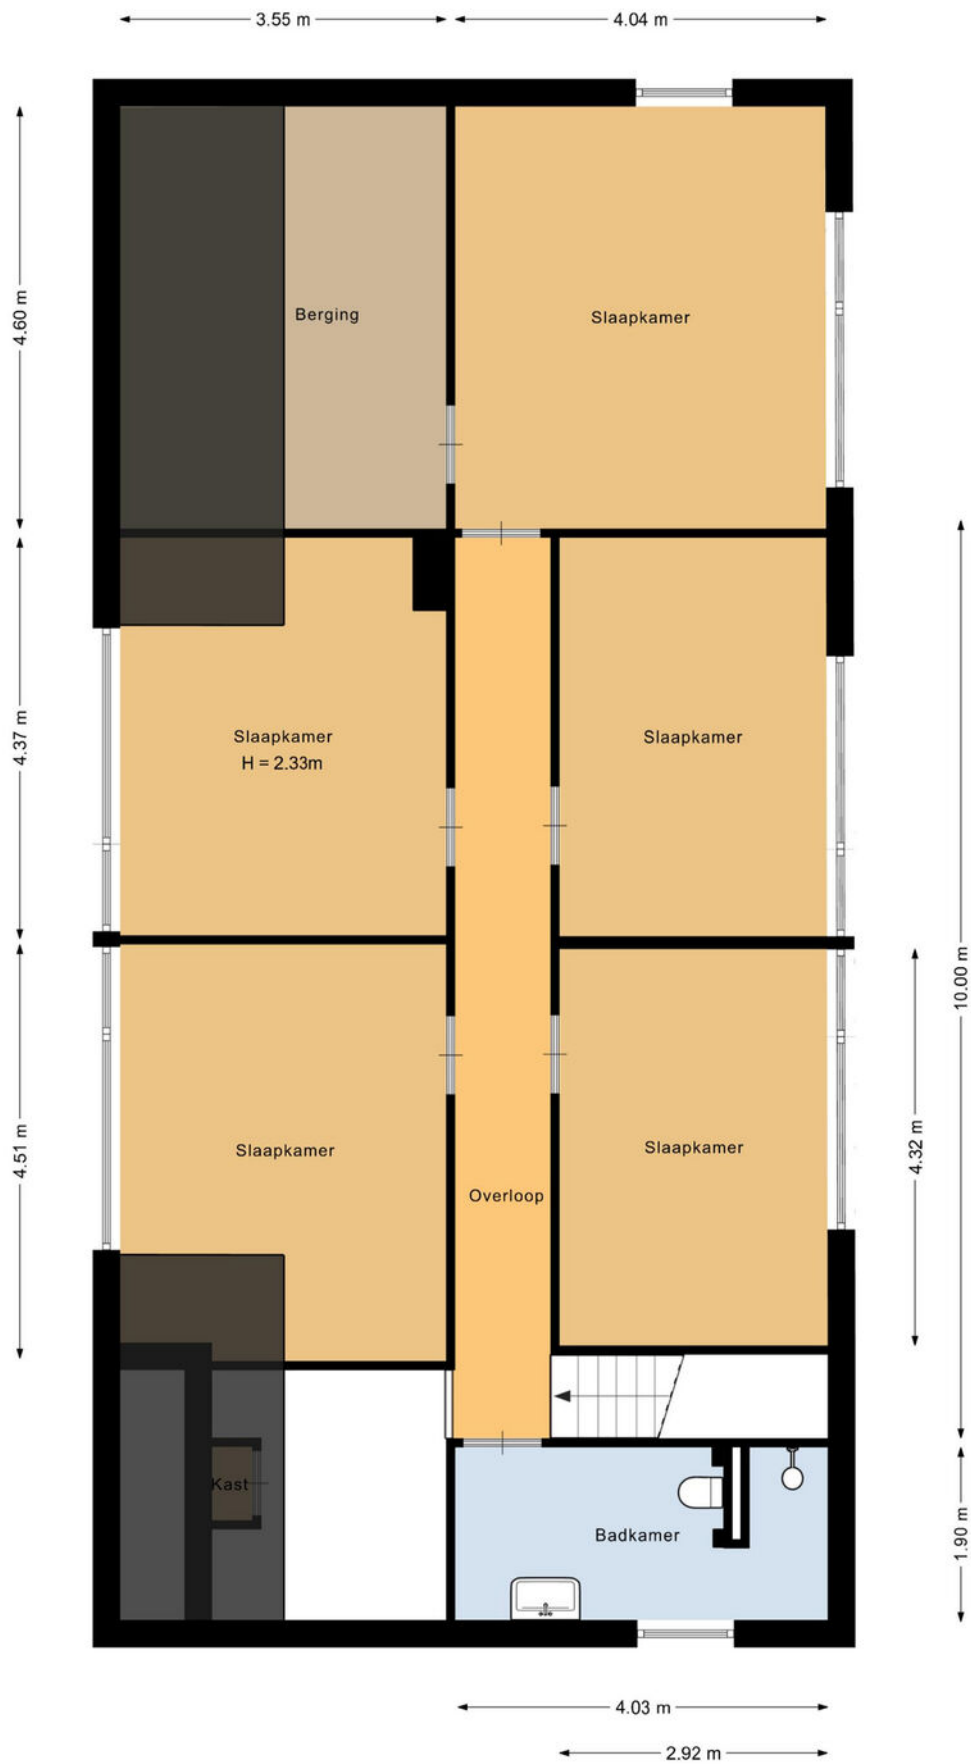 3.55 m
4.04 m
4.60 m
Berging
Slaapkamer
4.37 m
Slaapkamer
H = 2.33m
Slaapkamer
10.00 m
4.51 m
Slaapkamer
Slaapkamer
4.32 m
Overloop
Kast
Badkamer
1.90 m
4.03 m
2.92 m